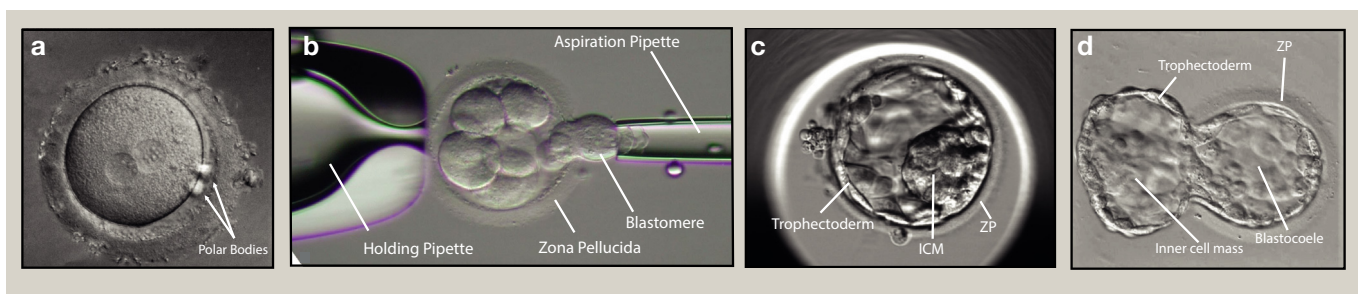 a
Polar Bodies
b
Aspiration Pipette
Blastomere
Holding Pipette
Zona Pellucida
c
Trophectoderm
ICM
ZP
d
ZP
Trophectoderm
Inner cell mass
Blastocoele